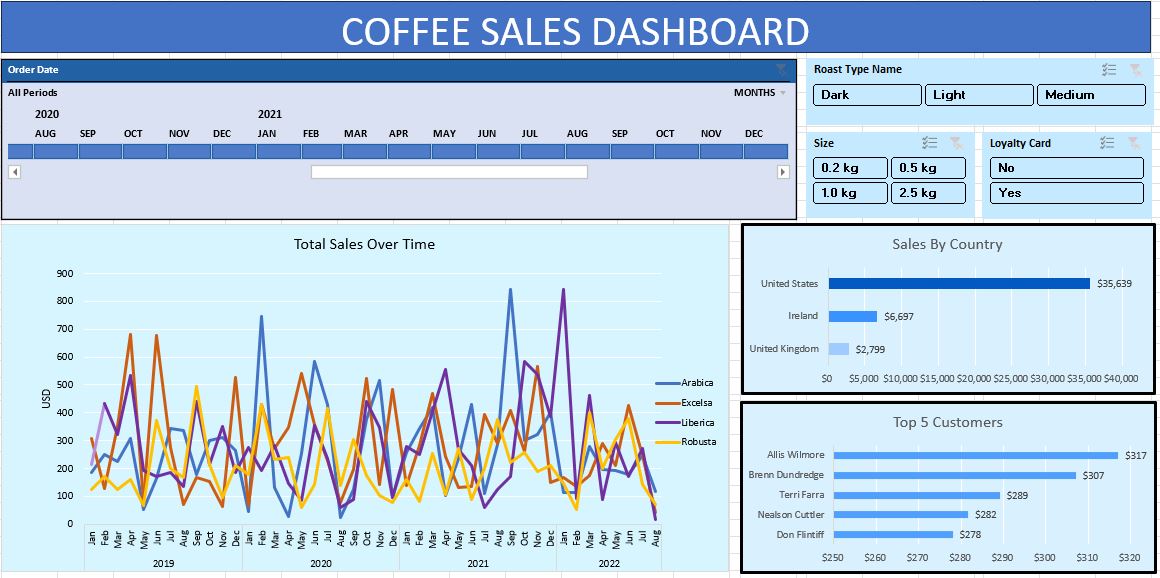 COFFEE SALES DASHBOARD
Order Date
All Periods
MONTHS
2020 2021
AUG SEP OCT NOV DEC JAN FEB MAR APR MAY JUN JUL AUG SEP OCT NOV DEC
Roast Type Name
Dark Light Medium
Size
0.2 kg 0.5 kg
1.0 kg 2.5 kg
Loyalty Card
No
Yes
Total Sales Over Time
900
800
700
600
500
400
300
200
100
0
USD
Jan Feb Mar Apr May Jun Jul Aug Sep Oct Nov Dec Jan Feb Mar Apr May Jun Jul Aug Sep Oct Nov Dec Jan Feb Mar Apr May Jun Jul Aug Sep Oct Nov Dec Jan Feb Mar Apr May Jun Jul Aug
2019 2020 2021 2022
Arabica
Excelsa
Liberica
Robusta
Sales By Country
United States $35,639
Ireland $6,697
United Kingdom $2,799
$0 $5,000 $10,000 $15,000 $20,000 $25,000 $30,000 $35,000 $40,000
Top 5 Customers
Allis Wilmore $317
Brenn Dundredge $307
Terri Farra $289
Nealson Cuttler $282
Don Flintiff $278
$250 $260 $270 $280 $290 $300 $310 $320